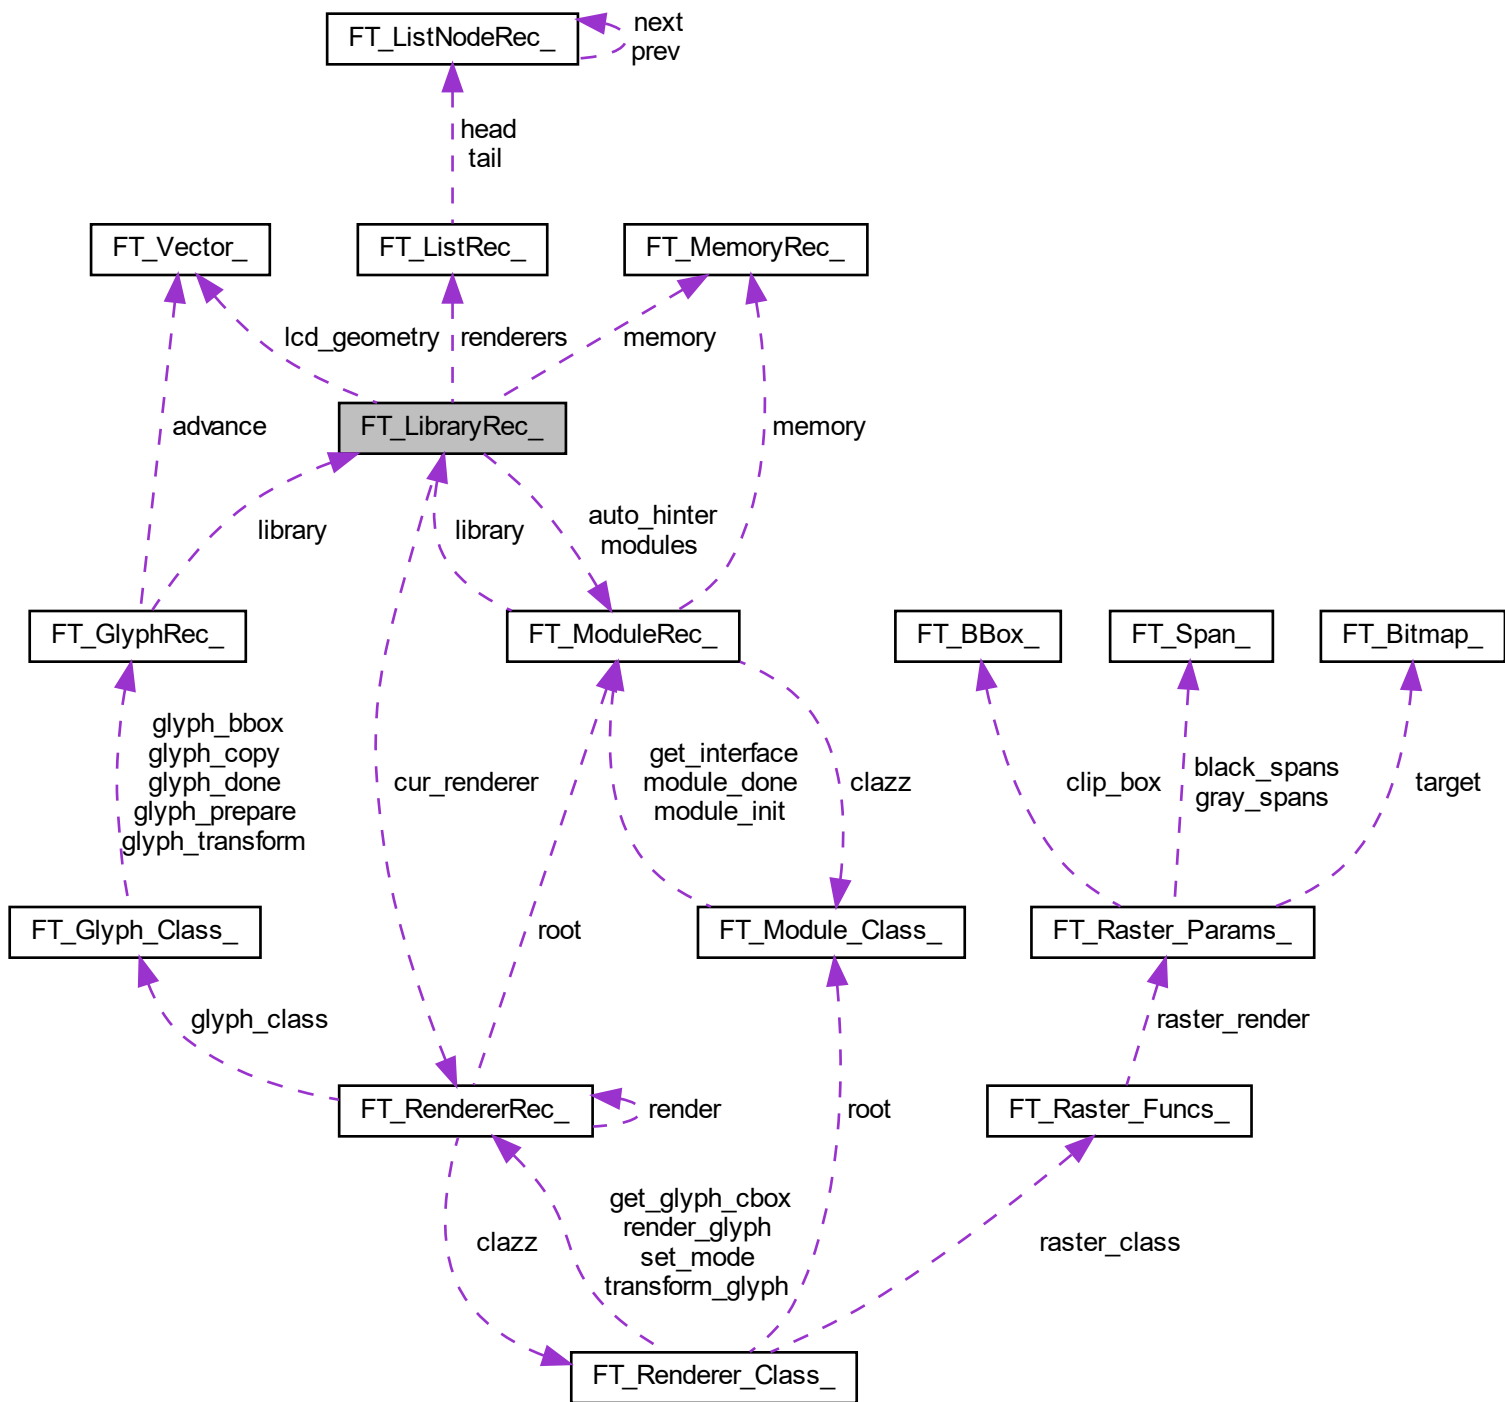 FT_ListNodeRec_
next
prev
head
tail
FT_Vector_
FT_ListRec_
FT_MemoryRec_
lcd_geometry
renderers
memory
FT_LibraryRec_
advance
memory
library
library
auto_hinter
modules
FT_GlyphRec_
FT_ModuleRec_
FT_BBox_
FT_Span_
FT_Bitmap_
glyph_bbox
glyph_copy
glyph_done
glyph_prepare
glyph_transform
cur_renderer
get_interface
module_done
module_init
clazz
clip_box
black_spans
gray_spans
target
FT_Glyph_Class_
root
FT_Module_Class_
FT_Raster_Params_
glyph_class
raster_render
FT_RendererRec_
render
root
FT_Raster_Funcs_
clazz
get_glyph_cbox
render_glyph
set_mode
transform_glyph
raster_class
FT_Renderer_Class_